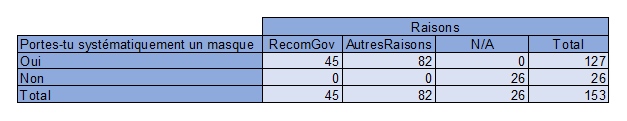 Raisons
Portes-tu systématiquement un masque RecomGov AutresRaisons N/A Total
Oui 45 82 0 127
Non 0 0 26 26
Total 45 82 26 153